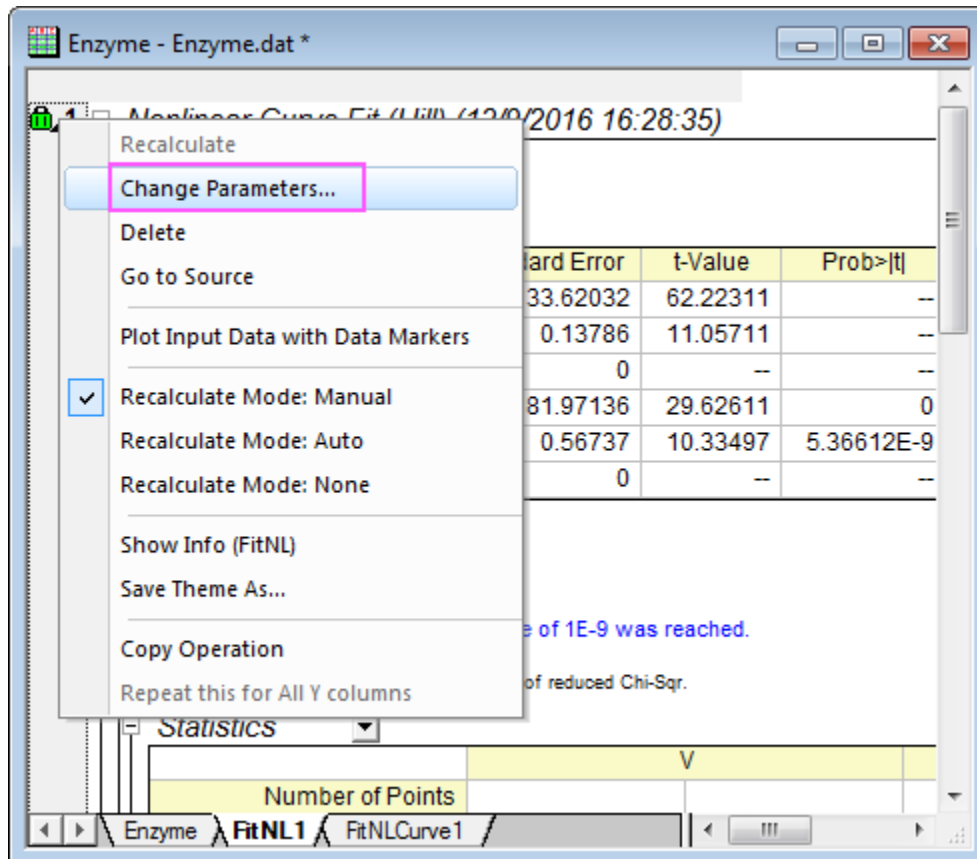 Enzyme - Enzyme.dat *
1 Nonlinear Curve Fit (Hill) (12/9/2016 16:28:35)
Recalculate
Change Parameters...
Delete
Go to Source
Plot Input Data with Data Markers
Recalculate Mode: Manual
Recalculate Mode: Auto
Recalculate Mode: None
Show Info (FitNL)
Save Theme As...
Copy Operation
Repeat this for All Y columns
dard Error t-Value Prob>|t|
33.62032 62.22311 --
0.13786 11.05711 --
0 -- --
81.97136 29.62611 0
0.56737 10.33497 5.36612E-9
0 -- --
e of 1E-9 was reached.
of reduced Chi-Sqr.
Statistics
V
Number of Points
Enzyme FitNL1 FitNLCurve1